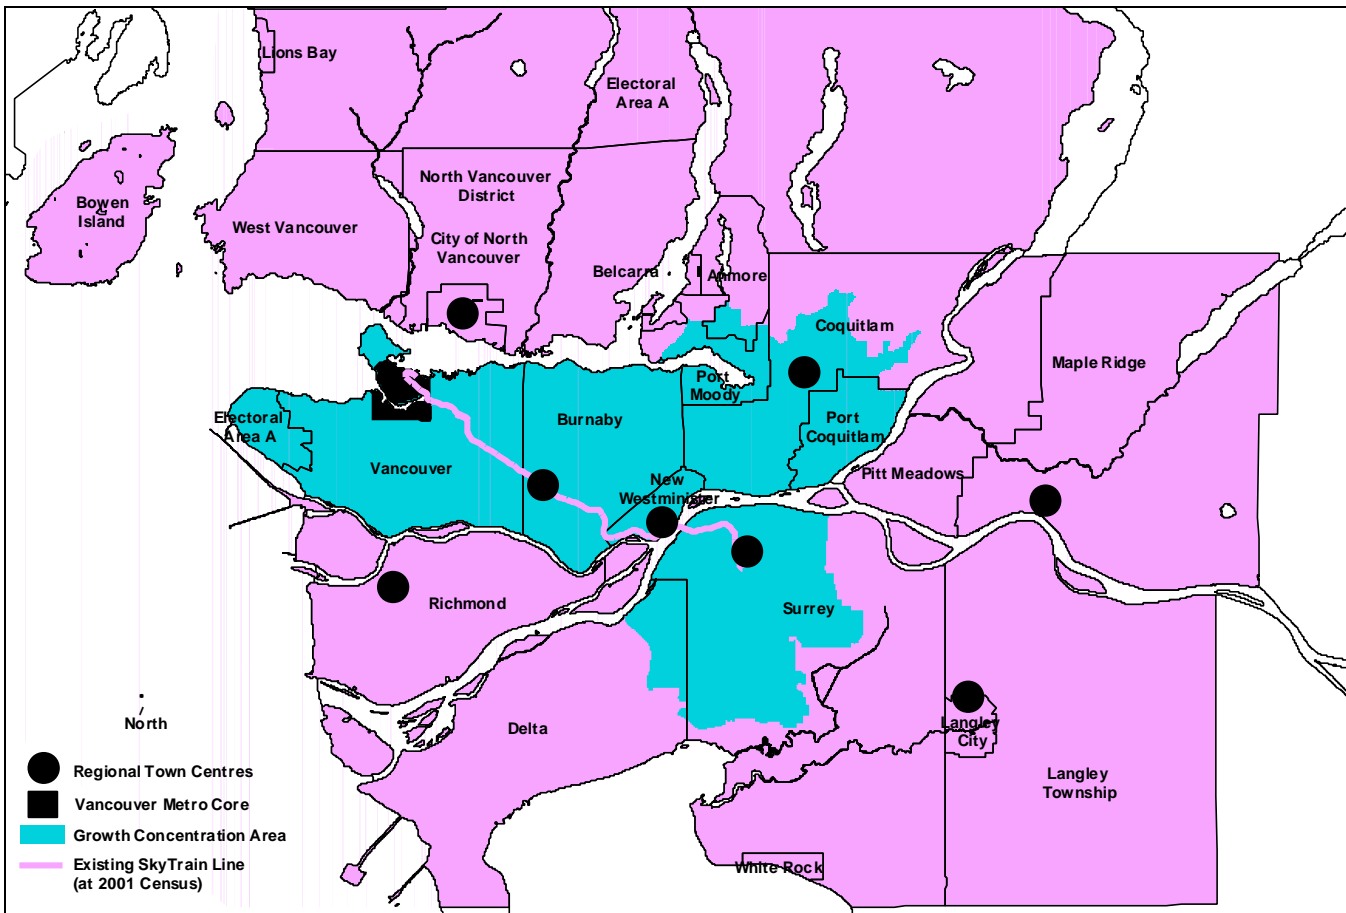 Lions Bay
Electoral
Area A
North Vancouver
District
Bowen
Island
West Vancouver
City of North
Vancouver
Belcarra
Anmore
Coquitlam
Maple Ridge
Port
Moody
Electoral
Area A
Burnaby
Port
Coquitlam
Vancouver
New
Westminister
Pitt Meadows
Richmond
Surrey
North
Delta
Langley
City
Langley
Township
White Rock
Regional Town Centres
Vancouver Metro Core
Growth Concentration Area
Existing SkyTrain Line
(at 2001 Census)